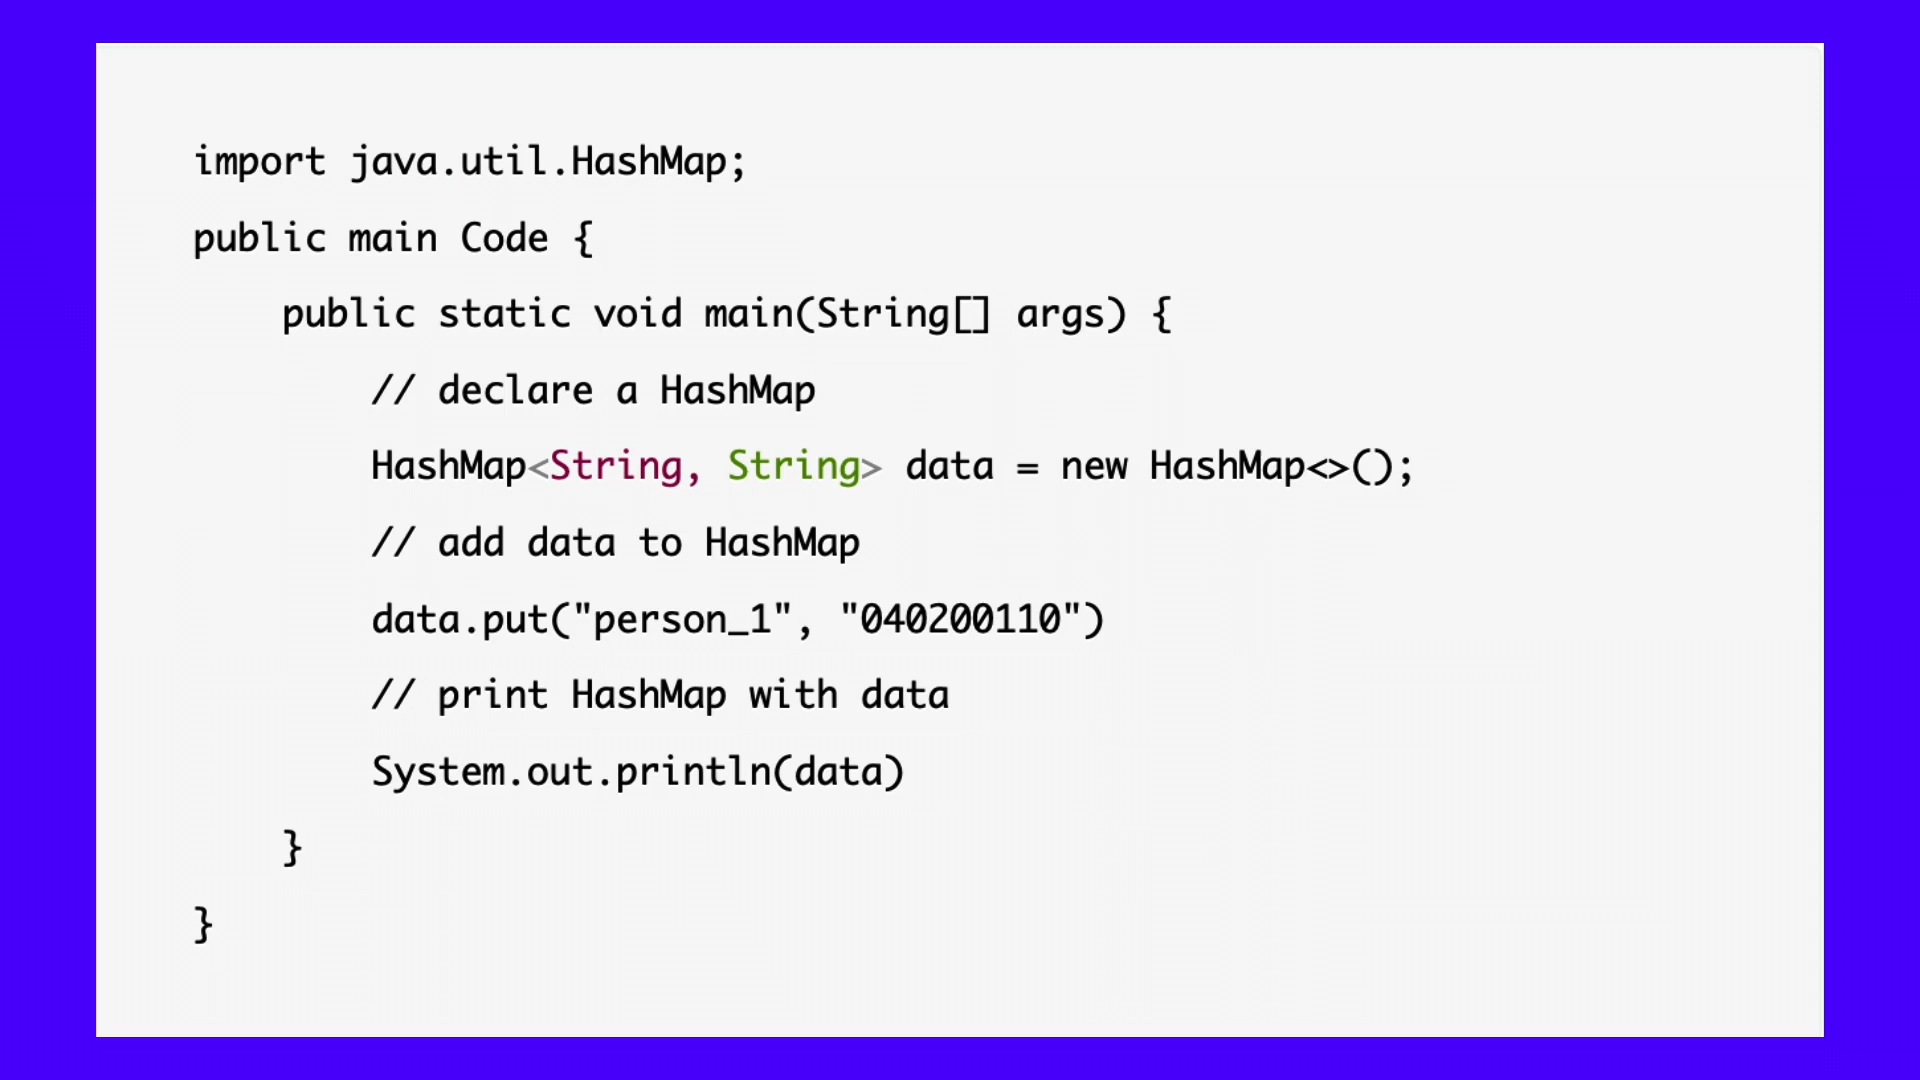 import java.util.HashMap;
public main Code {
    public static void main(String[] args) {
        // declare a HashMap
        HashMap<String, String> data = new HashMap<>();
        // add data to HashMap
        data.put("person_1", "040200110")
        // print HashMap with data
        System.out.println(data)
    }
}